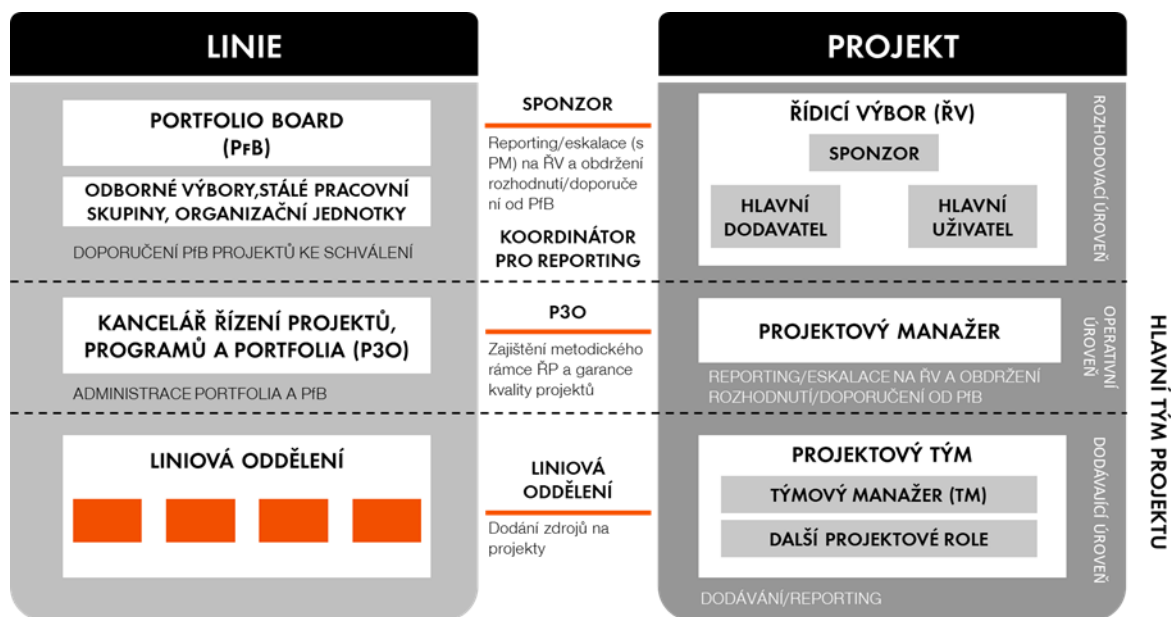 LINIE
PORTFOLIO BOARD
(PFB)
ODBORNÉ VÝBORY,STÁLÉ PRACOVNÍ
SKUPINY, ORGANIZAČNÍ JEDNOTKY
DOPORUČENÍ PfB PROJEKTŮ KE SCHVÁLENÍ
KANCELÁŘ ŘÍZENÍ PROJEKTŮ,
PROGRAMŮ A PORTFOLIA (P3O)
ADMINISTRACE PORTFOLIA A PfB
LINIOVÁ ODDĚLENÍ
SPONZOR
Reporting/eskalace (s
PM) na ŘV a obdržení
rozhodnutí/doporuče
ní od PfB
KOORDINÁTOR
PRO REPORTING
P3O
Zajištění metodického
rámce ŘP a garance
kvality projektů
LINIOVÁ
ODDĚLENÍ
Dodání zdrojů na
projekty
PROJEKT
ŘÍDICÍ VÝBOR (ŘV)
SPONZOR
HLAVNÍ
DODAVATEL
HLAVNÍ
UŽIVATEL
ROZHODOVACÍ ÚROVEŇ
PROJEKTOVÝ MANAŽER
REPORTING/ESKALACE NA ŘV A OBDRŽENÍ
ROZHODNUTÍ/DOPORUČENÍ OD PfB
OPERATIVNÍ
ÚROVEŇ
PROJEKTOVÝ TÝM
TÝMOVÝ MANAŽER (TM)
DALŠÍ PROJEKTOVÉ ROLE
DODÁVÁNÍ/REPORTING
DODÁVAJÍCÍ ÚROVEŇ
HLAVNÍ TÝM PROJEKTU